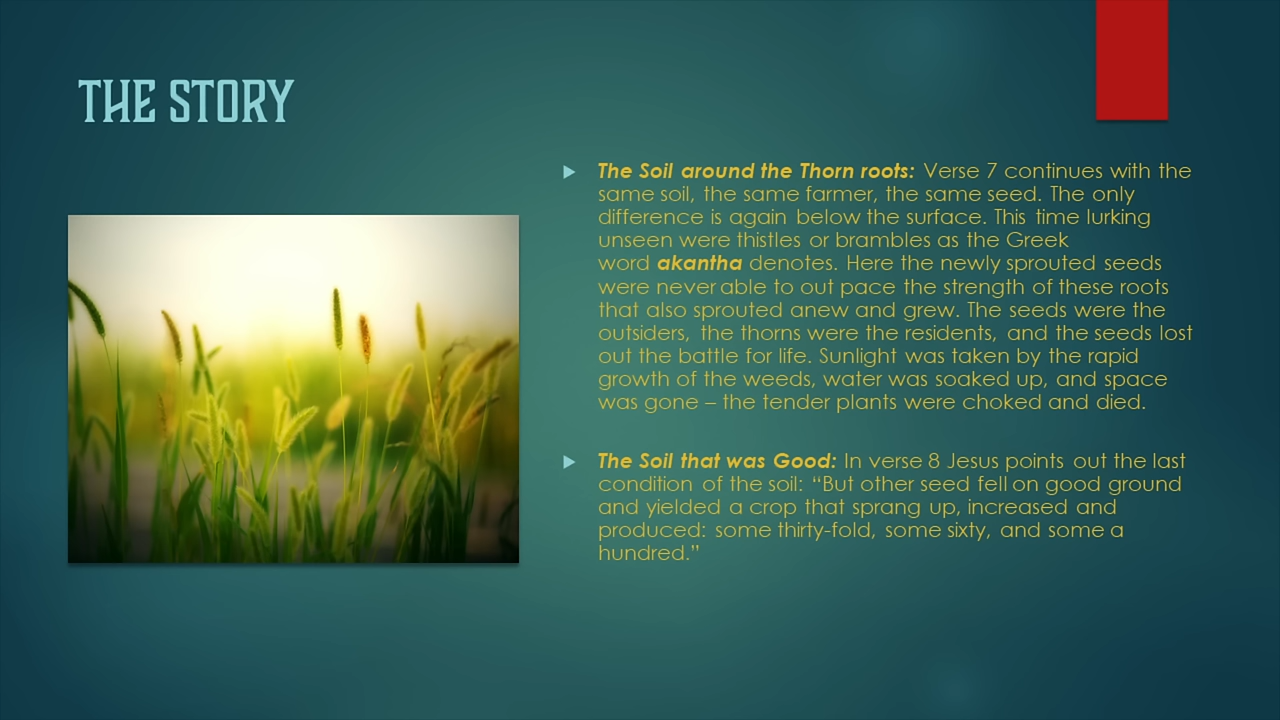 THE STORY
The Soil around the Thorn roots: Verse 7 continues with the
same soil, the same farmer, the same seed. The only
difference is again below the surface. This time lurking
unseen were thistles or brambles as the Greek
word akantha denotes. Here the newly sprouted seeds
were never able to out pace the strength of these roots
that also sprouted anew and grew. The seeds were the
outsiders, the thorns were the residents, and the seeds lost
out the battle for life. Sunlight was taken by the rapid
growth of the weeds, water was soaked up, and space
was gone – the tender plants were choked and died.
The Soil that was Good: In verse 8 Jesus points out the last
condition of the soil: “But other seed fell on good ground
and yielded a crop that sprang up, increased and
produced: some thirty-fold, some sixty, and some a
hundred.”